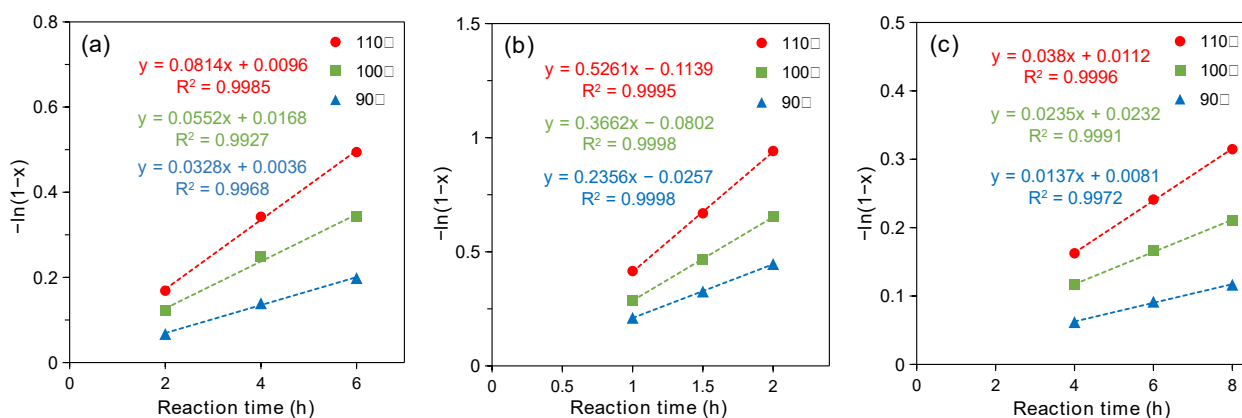 (a)
110□
100□
90□
y = 0.0814x + 0.0096
R² = 0.9985
y = 0.0552x + 0.0168
R² = 0.9927
y = 0.0328x + 0.0036
R² = 0.9968
0.8
0.6
0.4
0.2
0
−ln(1−x)
0 2 4 6
Reaction time (h)
(b)
110□
100□
90□
y = 0.5261x − 0.1139
R² = 0.9995
y = 0.3662x − 0.0802
R² = 0.9998
y = 0.2356x − 0.0257
R² = 0.9998
1.5
1
0.5
0
−ln(1−x)
0 0.5 1 1.5 2
Reaction time (h)
(c)
110□
100□
90□
y = 0.038x + 0.0112
R² = 0.9996
y = 0.0235x + 0.0232
R² = 0.9991
y = 0.0137x + 0.0081
R² = 0.9972
0.5
0.4
0.3
0.2
0.1
0
−ln(1−x)
0 2 4 6 8
Reaction time (h)